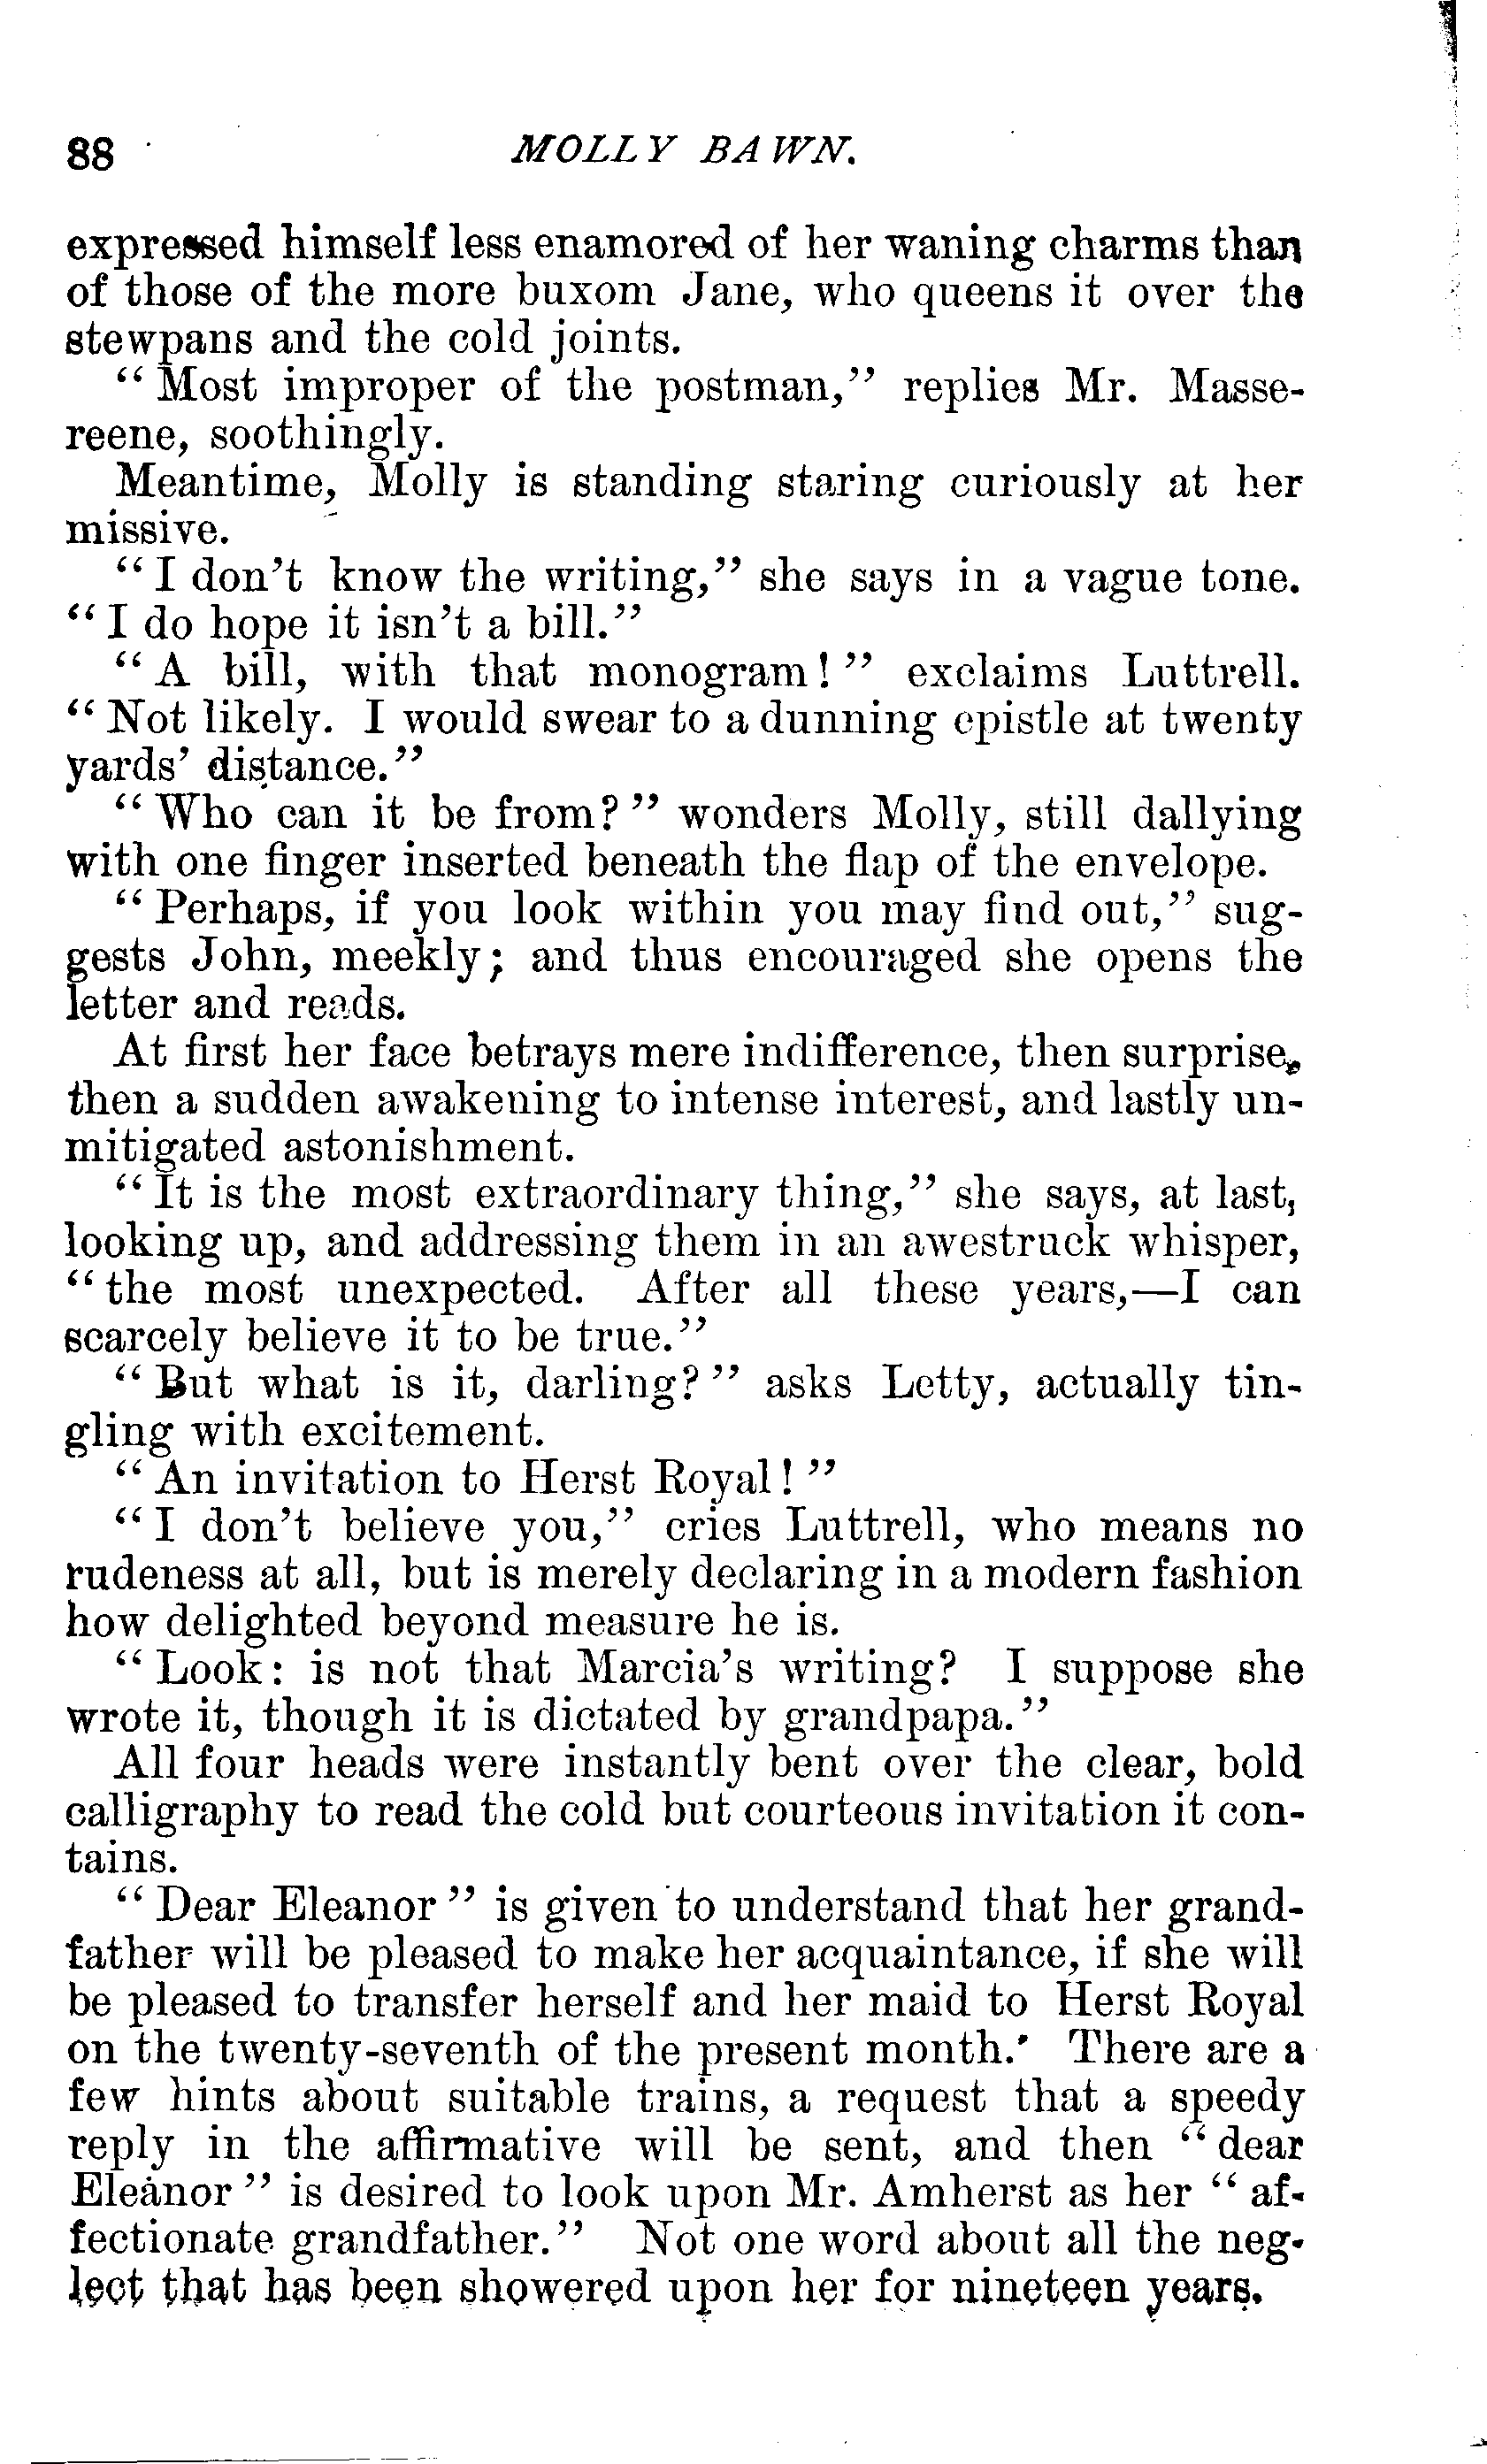 88 MOLLY BAWN.
expressed himself less enamored of her waning charms than
of those of the more buxom Jane, who queens it over the
stewpans and the cold joints.
"Most improper of the postman," replies Mr. Masse-
reene, soothingly.
Meantime, Molly is standing staring curiously at her
missive.
"I don't know the writing," she says in a vague tone.
"I do hope it isn't a bill."
"A bill, with that monogram!" exclaims Luttrell.
"Not likely. I would swear to a dunning epistle at twenty
yards' distance."
"Who can it be from?" wonders Molly, still dallying
with one finger inserted beneath the flap of the envelope.
"Perhaps, if you look within you may find out," sug-
gests John, meekly; and thus encouraged she opens the
letter and reads.
At first her face betrays mere indifference, then surprise,
then a sudden awakening to intense interest, and lastly un-
mitigated astonishment.
"It is the most extraordinary thing," she says, at last,
looking up, and addressing them in an awestruck whisper,
"the most unexpected. After all these years,—I can
scarcely believe it to be true."
"But what is it, darling?" asks Letty, actually tin-
gling with excitement.
"An invitation to Herst Royal!"
"I don't believe you," cries Luttrell, who means no
rudeness at all, but is merely declaring in a modern fashion
how delighted beyond measure he is.
"Look: is not that Marcia's writing? I suppose she
wrote it, though it is dictated by grandpapa."
All four heads were instantly bent over the clear, bold
calligraphy to read the cold but courteous invitation it con-
tains.
"Dear Eleanor" is given to understand that her grand-
father will be pleased to make her acquaintance, if she will
be pleased to transfer herself and her maid to Herst Royal
on the twenty-seventh of the present month. There are a
few hints about suitable trains, a request that a speedy
reply in the affirmative will be sent, and then "dear
Eleanor" is desired to look upon Mr. Amherst as her "af-
fectionate grandfather." Not one word about all the neg-
lect that has been showered upon her for nineteen years.